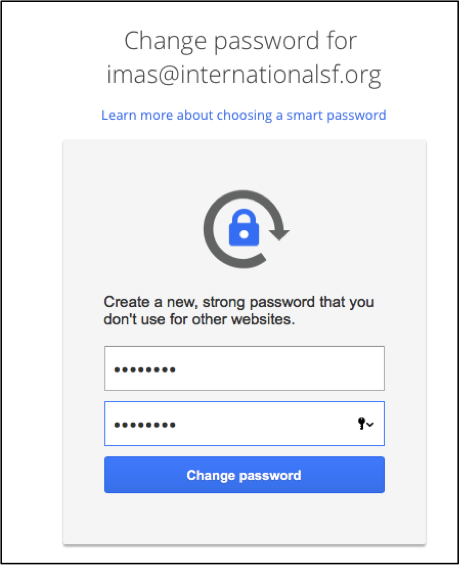 Change password for
imas@internationalsf.org
Learn more about choosing a smart password
Create a new, strong password that you
don't use for other websites.
••••••••
••••••••
Change password